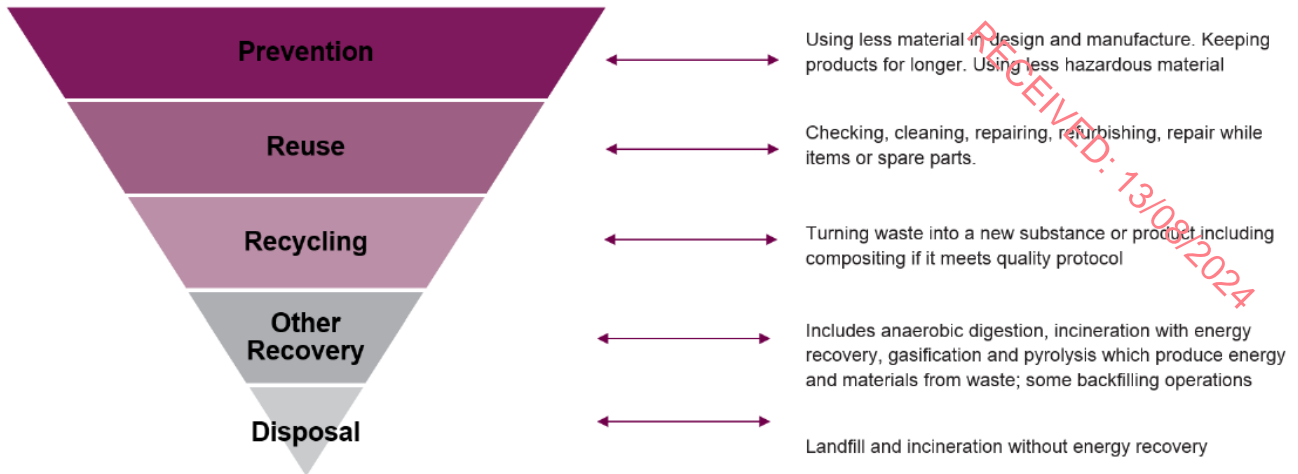 Prevention
Using less material in design and manufacture. Keeping
products for longer. Using less hazardous material
Reuse
Checking, cleaning, repairing, refurbishing, repair while
items or spare parts.
Recycling
Turning waste into a new substance or product including
compositing if it meets quality protocol
Other
Recovery
Includes anaerobic digestion, incineration with energy
recovery, gasification and pyrolysis which produce energy
and materials from waste; some backfilling operations
Disposal
Landfill and incineration without energy recovery
RECEIVED: 13/08/2024